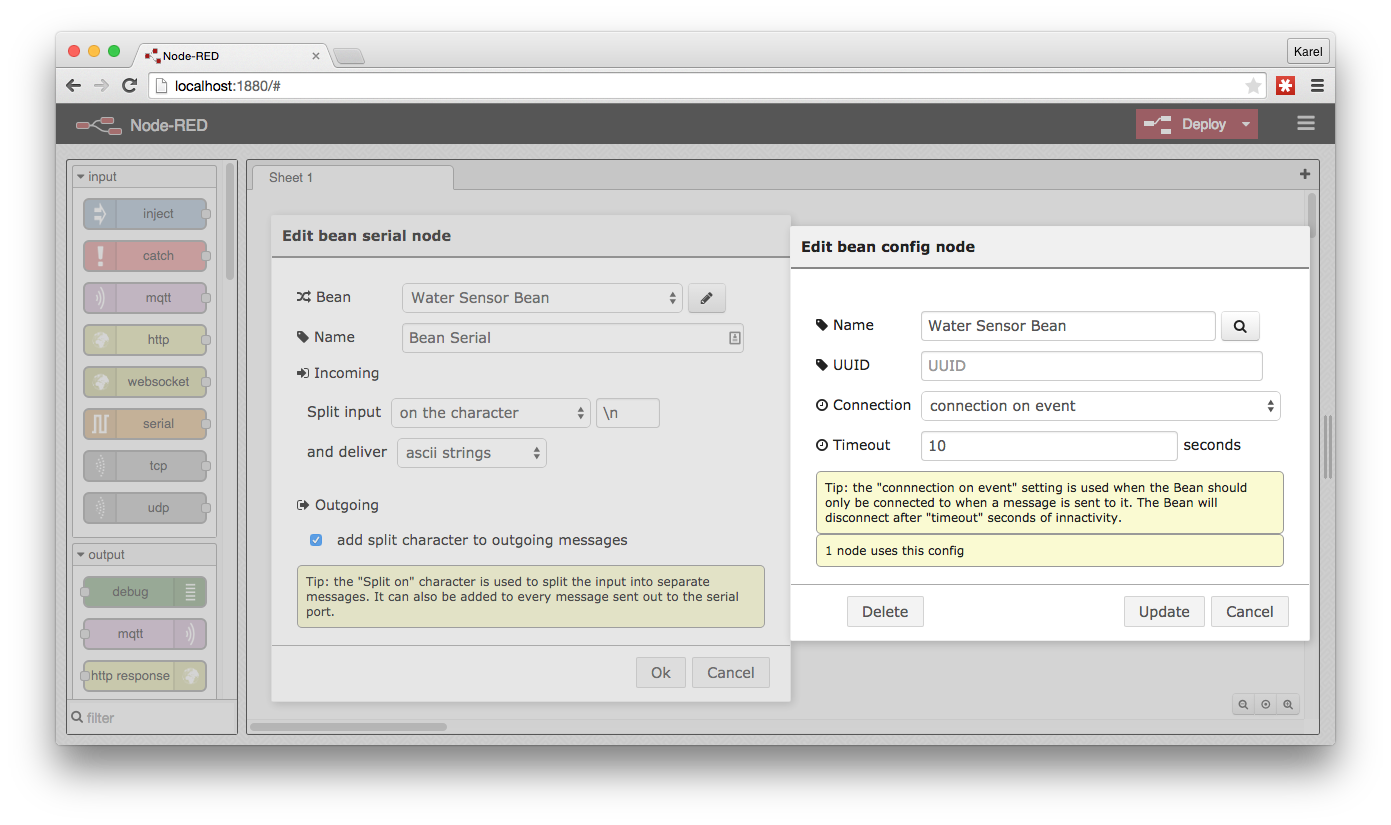 Node-RED
Karel
localhost:1880/#
Node-RED
Deploy
input
inject
catch
mqtt
http
websocket
serial
tcp
udp
output
debug
mqtt
http response
filter
Sheet 1
Edit bean serial node
Bean
Water Sensor Bean
Name
Bean Serial
Incoming
Split input on the character \n
and deliver ascii strings
Outgoing
add split character to outgoing messages
Tip: the "Split on" character is used to split the input into separate
messages. It can also be added to every message sent out to the serial
port.
Ok
Cancel
Edit bean config node
Name
Water Sensor Bean
UUID
UUID
Connection
connection on event
Timeout
10 seconds
Tip: the "connnection on event" setting is used when the Bean should
only be connected to when a message is sent to it. The Bean will
disconnect after "timeout" seconds of innactivity.
1 node uses this config
Delete
Update
Cancel